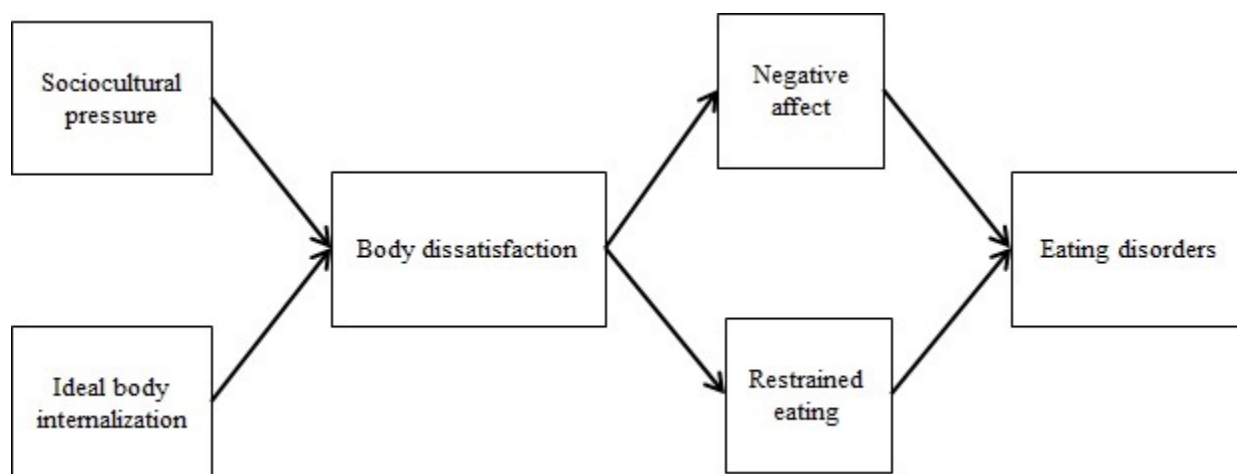 Sociocultural
pressure
Ideal body
internalization
Body dissatisfaction
Negative
affect
Restrained
eating
Eating disorders